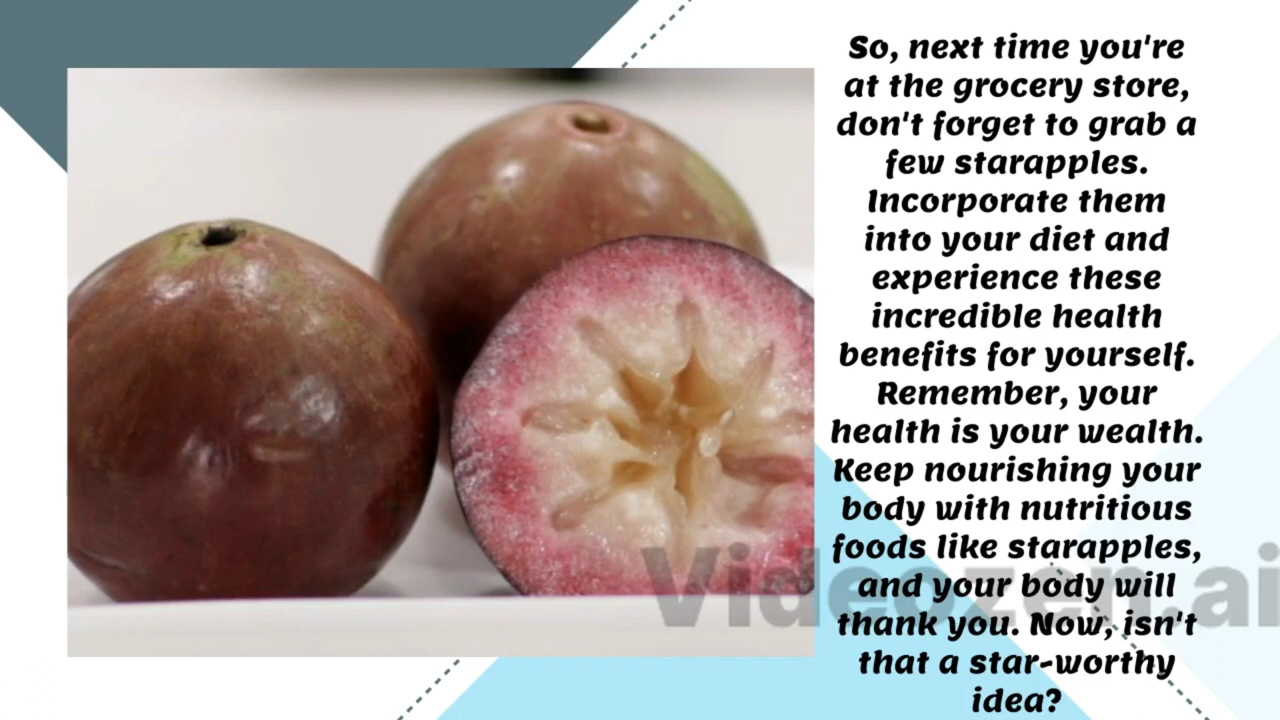 So, next time you're
at the grocery store,
don't forget to grab a
few starapples.
Incorporate them
into your diet and
experience these
incredible health
benefits for yourself.
Remember, your
health is your wealth.
Keep nourishing your
body with nutritious
foods like starapples,
and your body will
thank you. Now, isn't
that a star-worthy
idea?
Videozen.ai